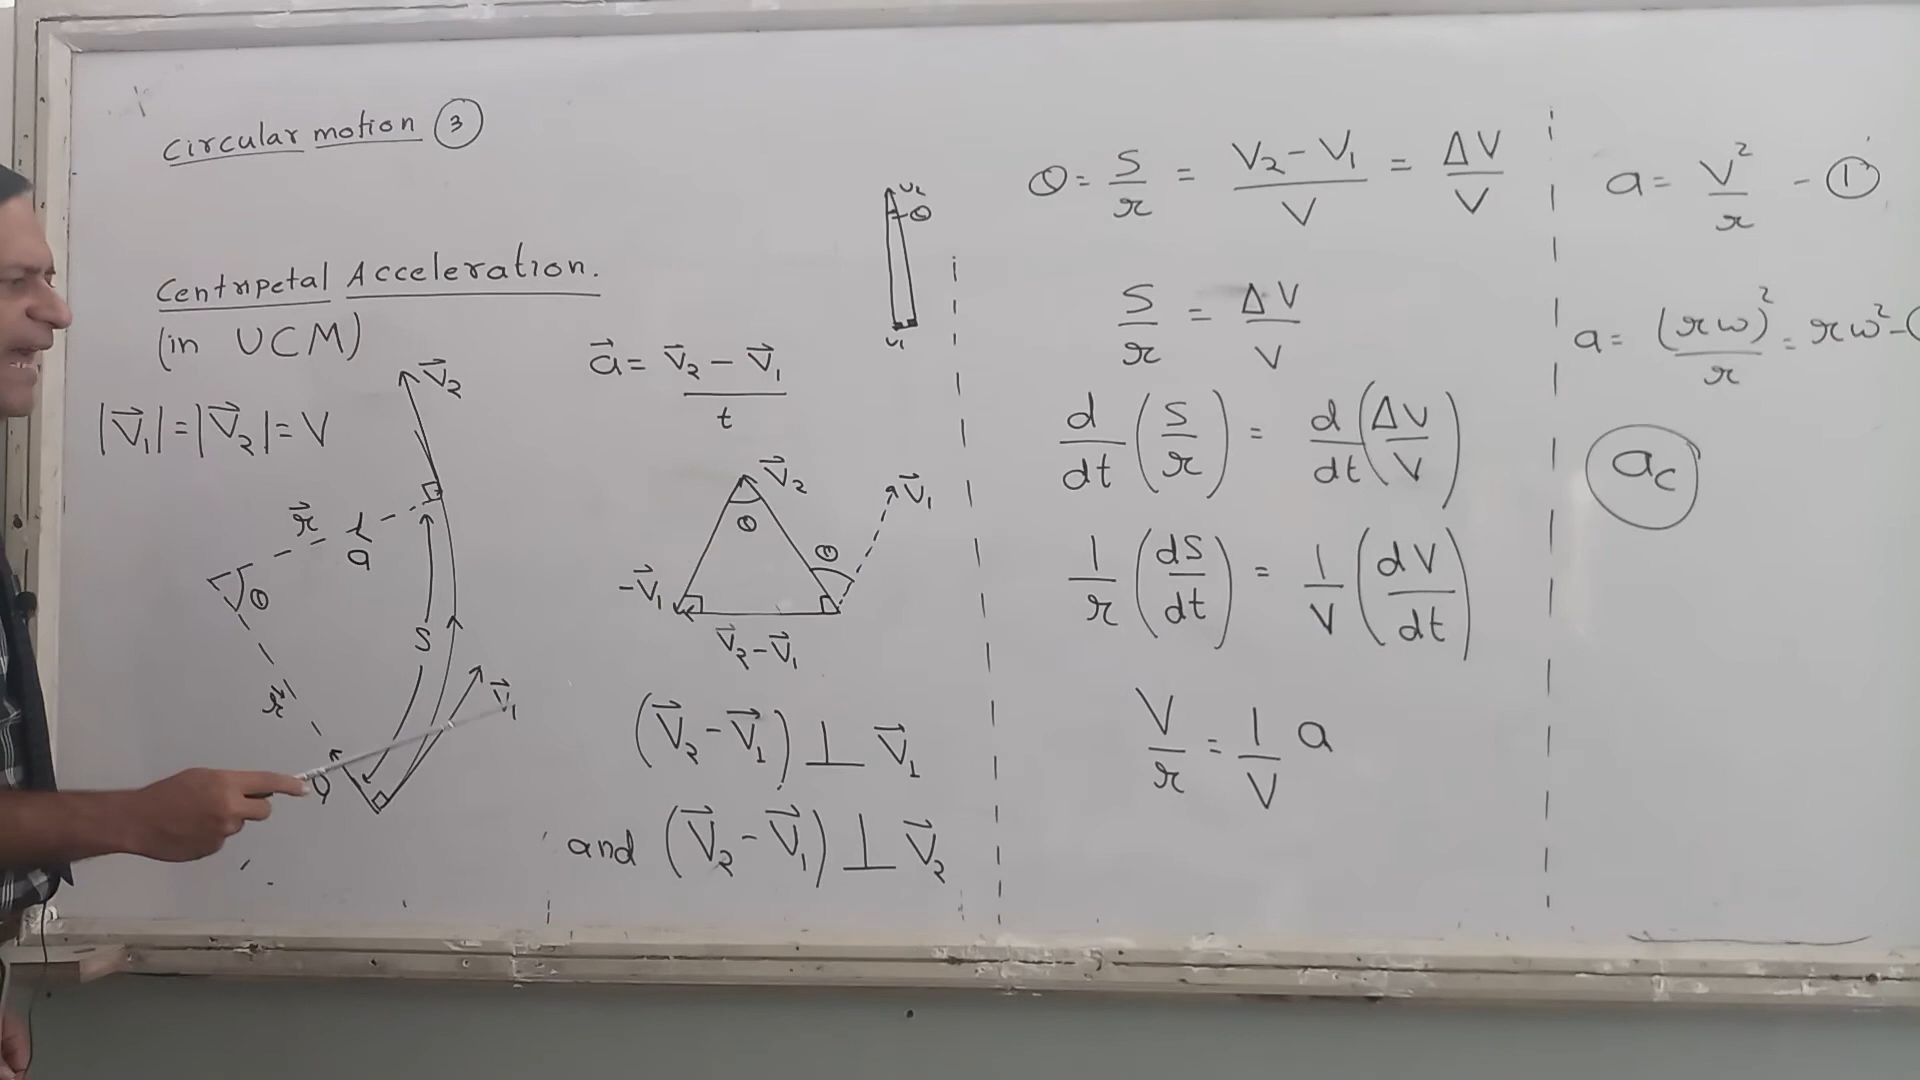 Circular motion ③
Centripetal Acceleration.
(in UCM)
|V⃗₁| = |V⃗₂| = V
V⃗₂
r⃗
a
θ
S
r⃗
V⃗₁
a
V₂
θ
V₁
a⃗ = (V⃗₂ − V⃗₁) / t
V⃗₂
θ
θ
V⃗₁
−V⃗₁
V⃗₂ − V⃗₁
(V⃗₂ − V⃗₁) ⊥ V⃗₁
and (V⃗₂ − V⃗₁) ⊥ V⃗₂
θ = S/r = (V₂ − V₁)/V = ΔV/V
S/r = ΔV/V
d/dt (S/r) = d/dt (ΔV/V)
1/r (dS/dt) = 1/V (dV/dt)
V/r = 1/V a
a = V²/r − ①
a = (rω)²/r = rω² −
a꜀